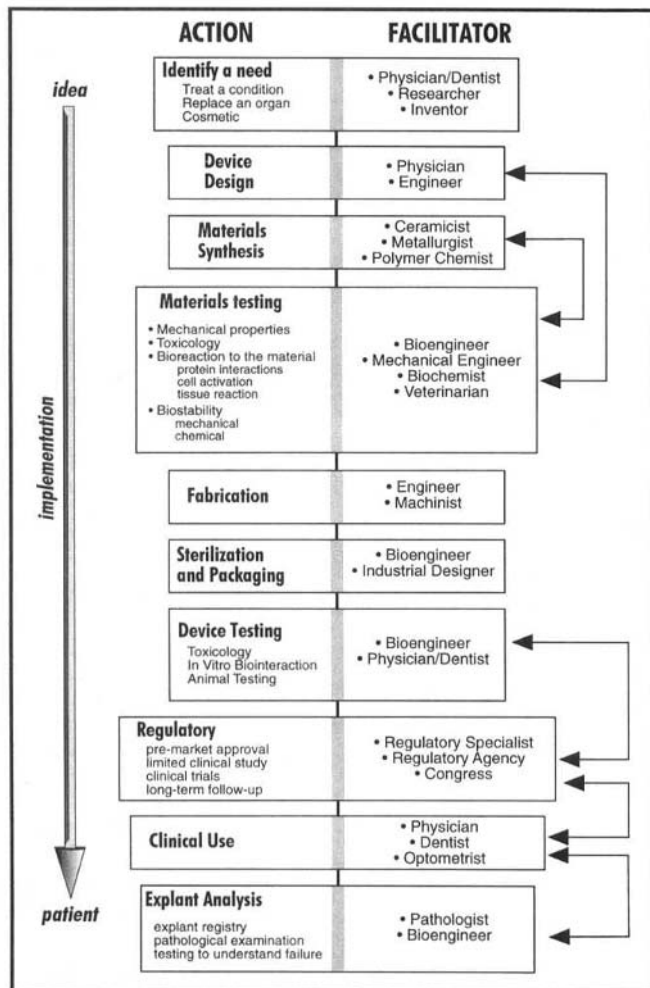 ACTION
FACILITATOR
idea
implementation
patient
Identify a need
Treat a condition
Replace an organ
Cosmetic
• Physician/Dentist
• Researcher
• Inventor
Device
Design
• Physician
• Engineer
Materials
Synthesis
• Ceramicist
• Metallurgist
• Polymer Chemist
Materials testing
• Mechanical properties
• Toxicology
• Bioreaction to the material
protein interactions
cell activation
tissue reaction
• Biostability
mechanical
chemical
• Bioengineer
• Mechanical Engineer
• Biochemist
• Veterinarian
Fabrication
• Engineer
• Machinist
Sterilization
and Packaging
• Bioengineer
• Industrial Designer
Device Testing
Toxicology
In Vitro Biointeraction
Animal Testing
• Bioengineer
• Physician/Dentist
Regulatory
pre-market approval
limited clinical study
clinical trials
long-term follow-up
• Regulatory Specialist
• Regulatory Agency
• Congress
Clinical Use
• Physician
• Dentist
• Optometrist
Explant Analysis
explant registry
pathological examination
testing to understand failure
• Pathologist
• Bioengineer